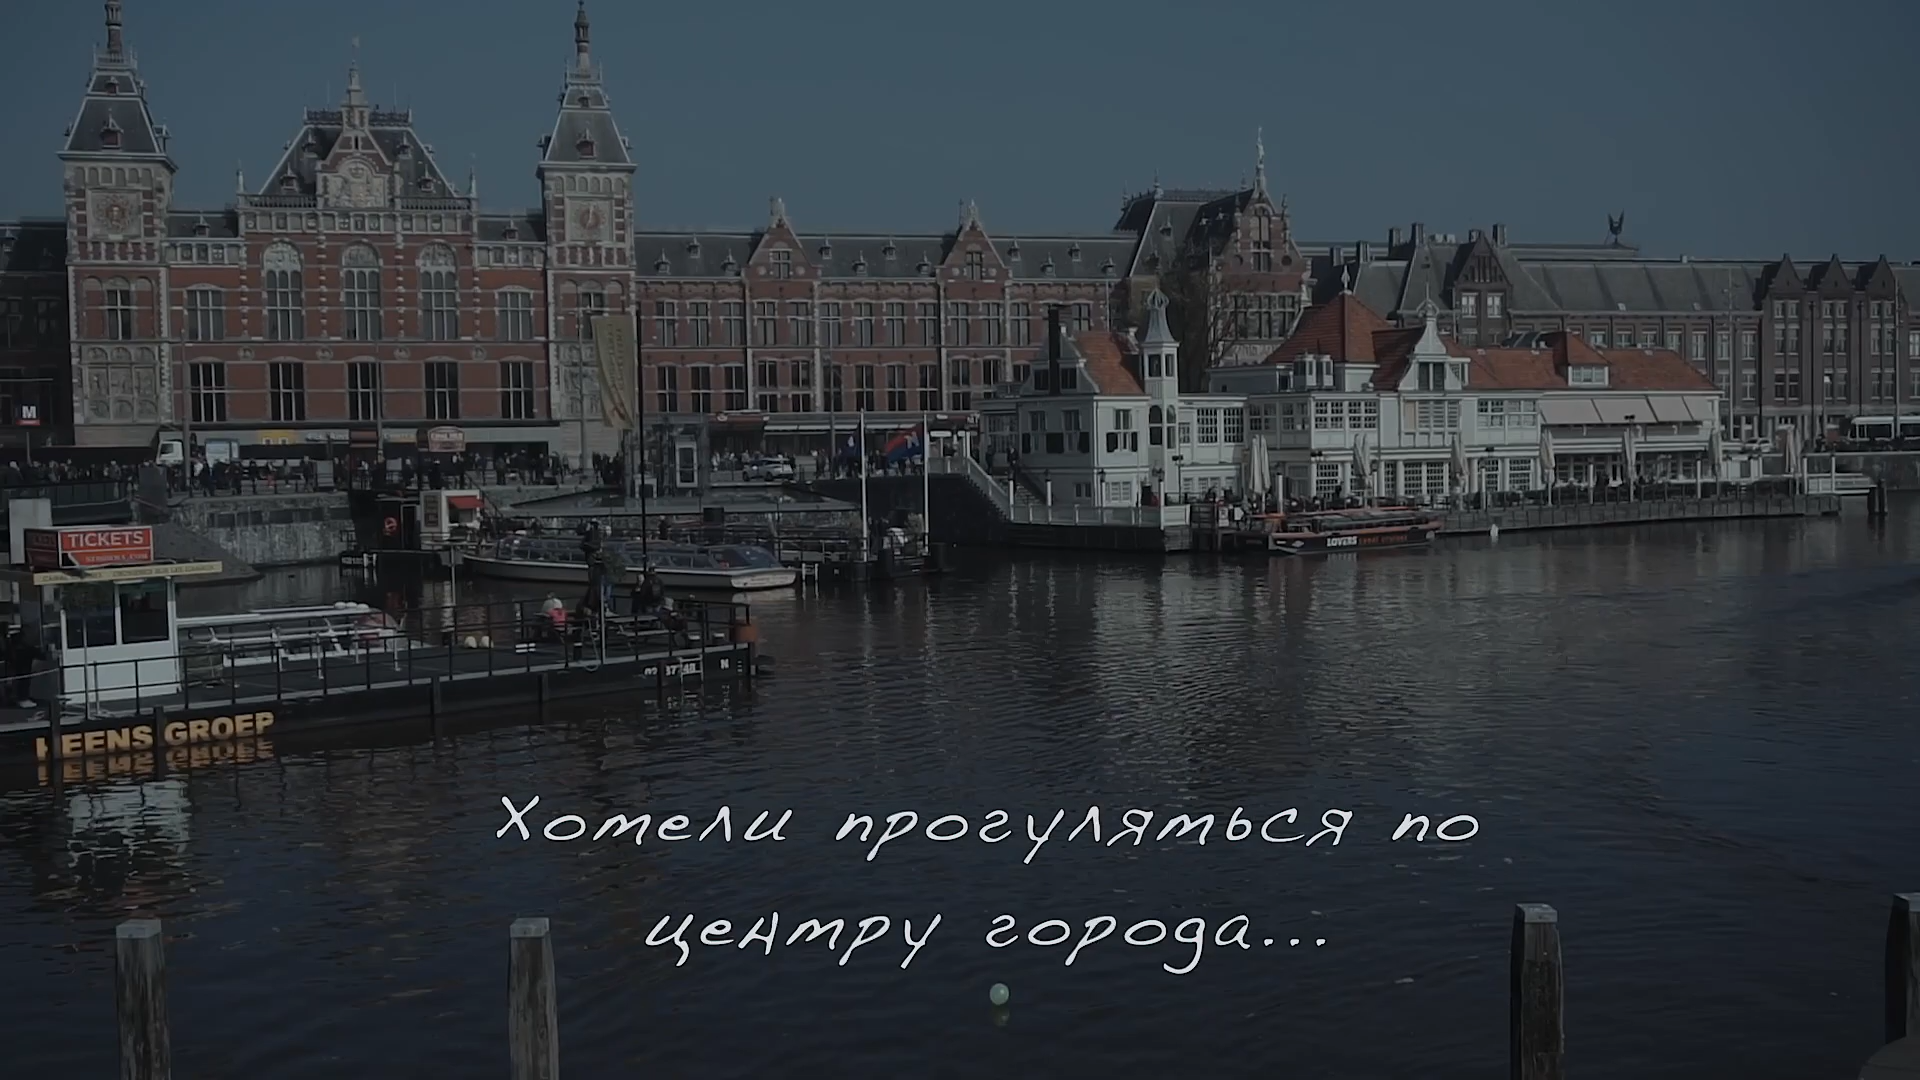 M
TICKETS
LOVERS
HEENS GROEP
Хотели прогуляться по
центру города...